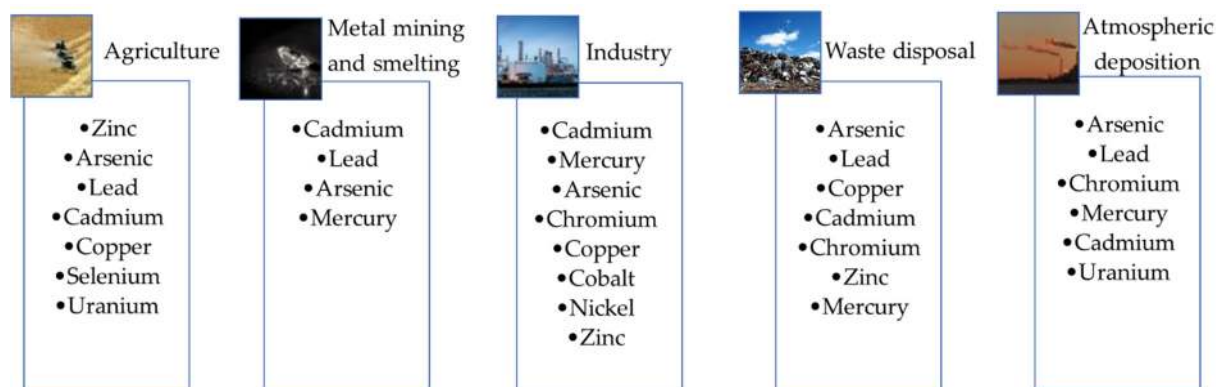 Agriculture
•Zinc
•Arsenic
•Lead
•Cadmium
•Copper
•Selenium
•Uranium
Metal mining
and smelting
•Cadmium
•Lead
•Arsenic
•Mercury
Industry
•Cadmium
•Mercury
•Arsenic
•Chromium
•Copper
•Cobalt
•Nickel
•Zinc
Waste disposal
•Arsenic
•Lead
•Copper
•Cadmium
•Chromium
•Zinc
•Mercury
Atmospheric
deposition
•Arsenic
•Lead
•Chromium
•Mercury
•Cadmium
•Uranium